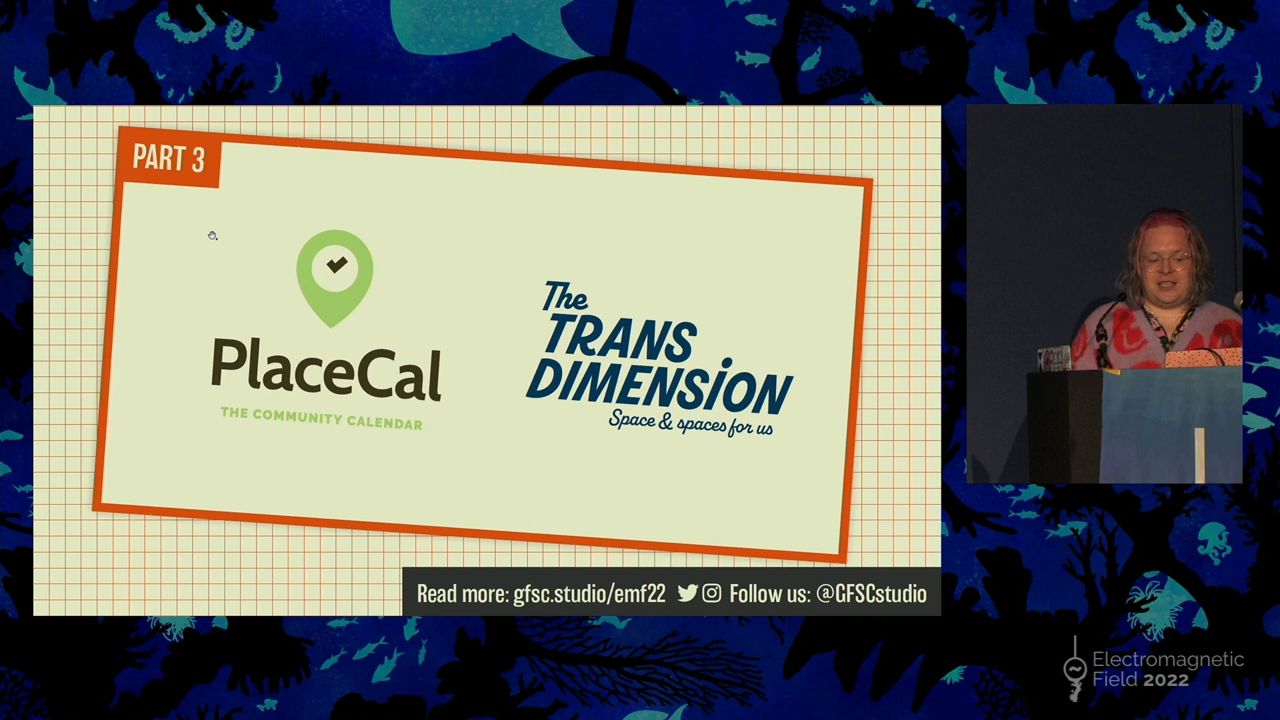 PART 3
PlaceCal
THE COMMUNITY CALENDAR
The
TRANS
DIMENSION
Space & spaces for us
Read more: gfsc.studio/emf22 Follow us: @GFSCstudio
Electromagnetic
Field 2022